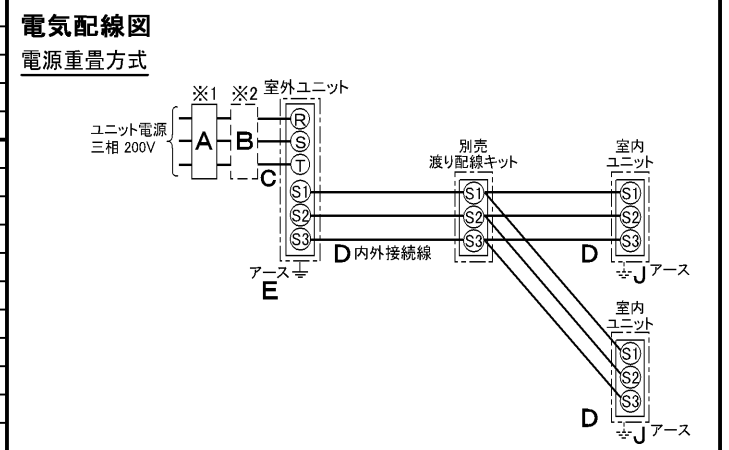 電気配線図
電源重畳方式
※1 ※2 室外ユニット
ユニット電源
三相 200V
A
B
C
R
S
T
S1
S2
S3
アース
E
D 内外接続線
別売
渡り配線キット
S1
S2
S3
室内
ユニット
S1
S2
S3
D
J アース
室内
ユニット
S1
S2
S3
D
J アース